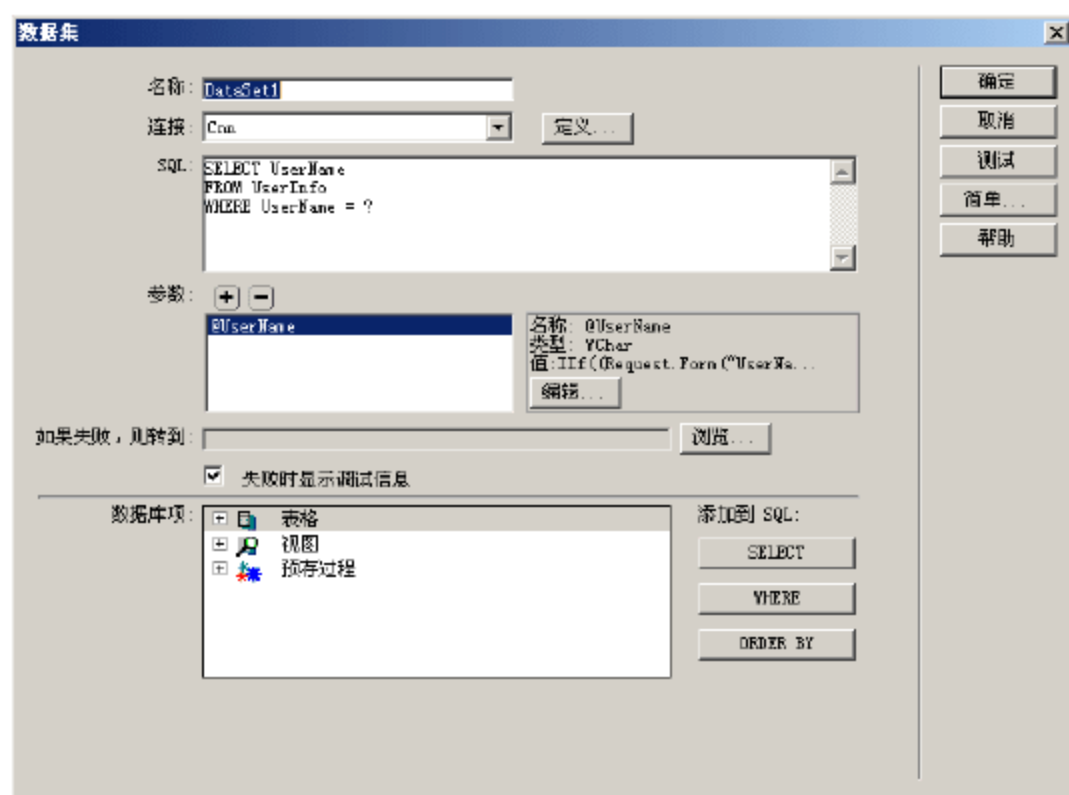 数据集
名称: DataSet1
连接: Cnn
定义...
SQL: SELECT UserName
FROM UserInfo
WHERE UserName = ?
参数:
@UserName
名称: @UserName
类型: VChar
值:IIf((Request.Form("UserNa...
编辑...
如果失败，则转到:
浏览...
失败时显示调试信息
数据库项:
表格
视图
预存过程
添加到 SQL:
SELECT
WHERE
ORDER BY
确定
取消
测试
简单...
帮助